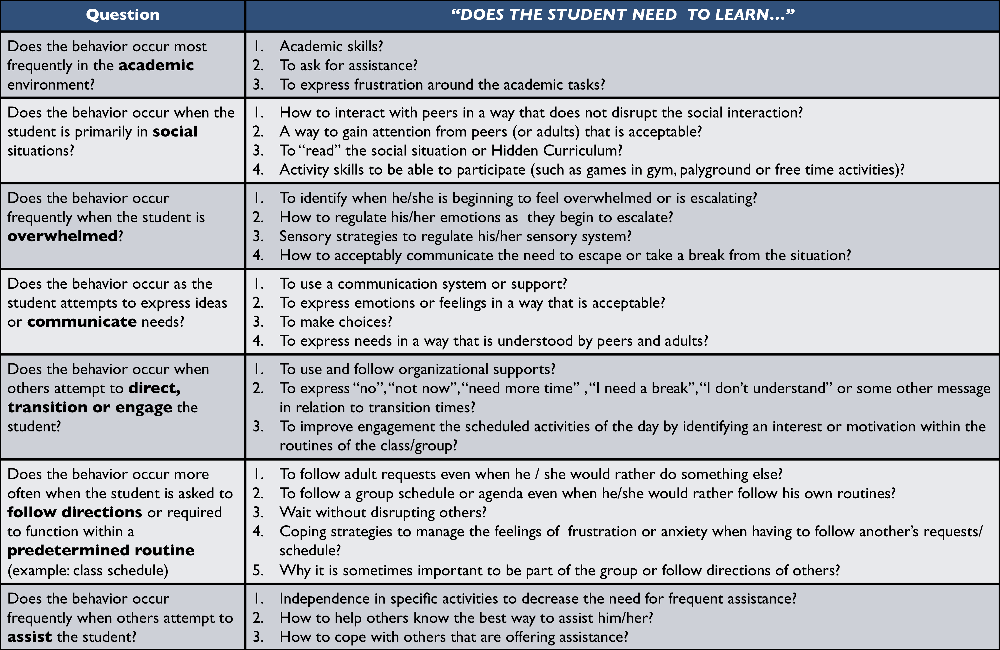 Question
“DOES THE STUDENT NEED  TO LEARN...”
Does the behavior occur most
frequently in the academic
environment?
1. Academic skills?
2. To ask for assistance?
3. To express frustration around the academic tasks?
Does the behavior occur when the
student is primarily in social
situations?
1. How to interact with peers in a way that does not disrupt the social interaction?
2. A way to gain attention from peers (or adults) that is acceptable?
3. To “read” the social situation or Hidden Curriculum?
4. Activity skills to be able to participate (such as games in gym, palyground or free time activities)?
Does the behavior occur
frequently when the student is
overwhelmed?
1. To identify when he/she is beginning to feel overwhelmed or is escalating?
2. How to regulate his/her emotions as  they begin to escalate?
3. Sensory strategies to regulate his/her sensory system?
4. How to acceptably communicate the need to escape or take a break from the situation?
Does the behavior occur as the
student attempts to express ideas
or communicate needs?
1. To use a communication system or support?
2. To express emotions or feelings in a way that is acceptable?
3. To make choices?
4. To express needs in a way that is understood by peers and adults?
Does the behavior occur when
others attempt to direct,
transition or engage the
student?
1. To use and follow organizational supports?
2. To express “no”, “not now”, “need more time” , “I need a break”, “I don’t understand” or some other message
in relation to transition times?
3. To improve engagement the scheduled activities of the day by identifying an interest or motivation within the
routines of the class/group?
Does the behavior occur more
often when the student is asked to
follow directions or required
to function within a
predetermined routine
(example: class schedule)
1. To follow adult requests even when he / she would rather do something else?
2. To follow a group schedule or agenda even when he/she would rather follow his own routines?
3. Wait without disrupting others?
4. Coping strategies to manage the feelings of  frustration or anxiety when having to follow another’s requests/
schedule?
5. Why it is sometimes important to be part of the group or follow directions of others?
Does the behavior occur
frequently when others attempt to
assist the student?
1. Independence in specific activities to decrease the need for frequent assistance?
2. How to help others know the best way to assist him/her?
3. How to cope with others that are offering assistance?